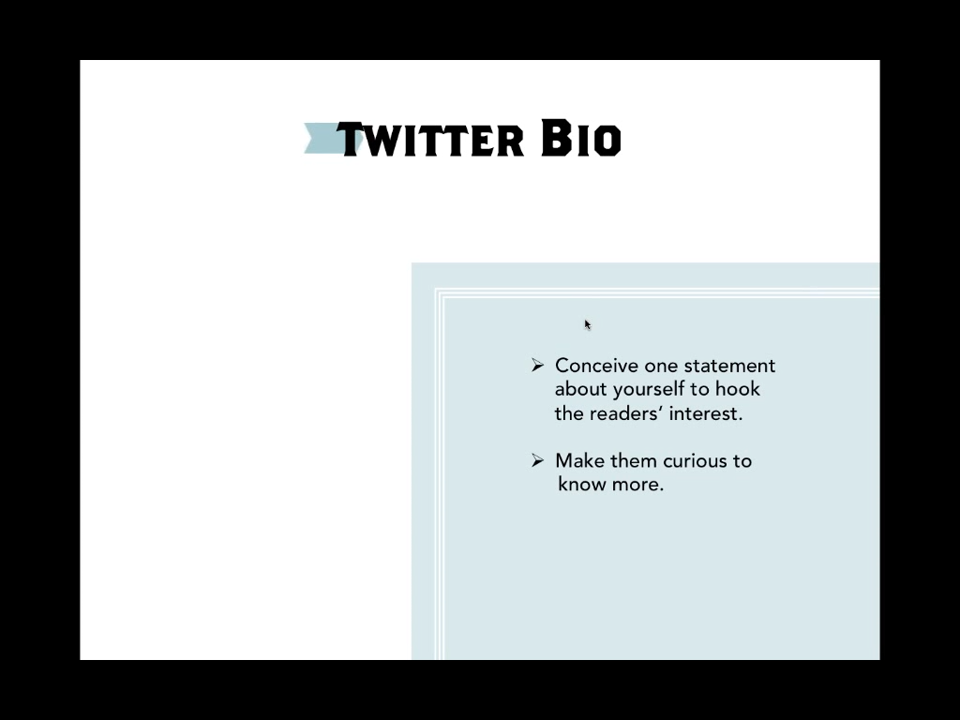 Twitter Bio
➢ Conceive one statement
about yourself to hook
the readers’ interest.
➢ Make them curious to
know more.